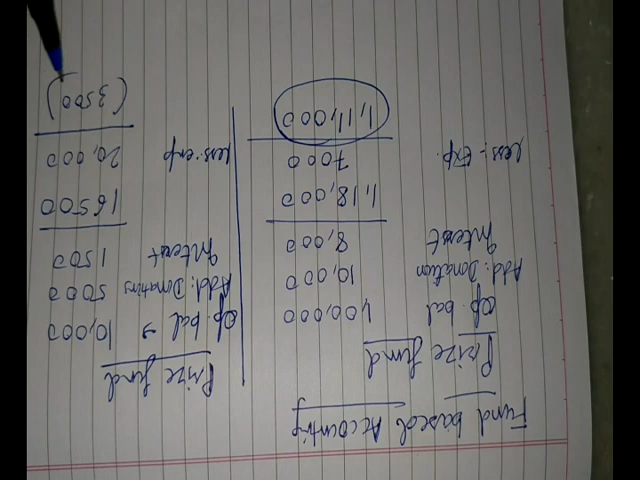 Fund based Accounting
Prize fund
Op. bal 1,00,000
Add: Donation 10,000
Interest 8,000
1,18,000
Less:- Exp. 7000
1,11,000
Prize fund
Op. bal → 10,000
Add: Donations 5000
Interest 1500
16500
Less: exp 20,000
(3500)